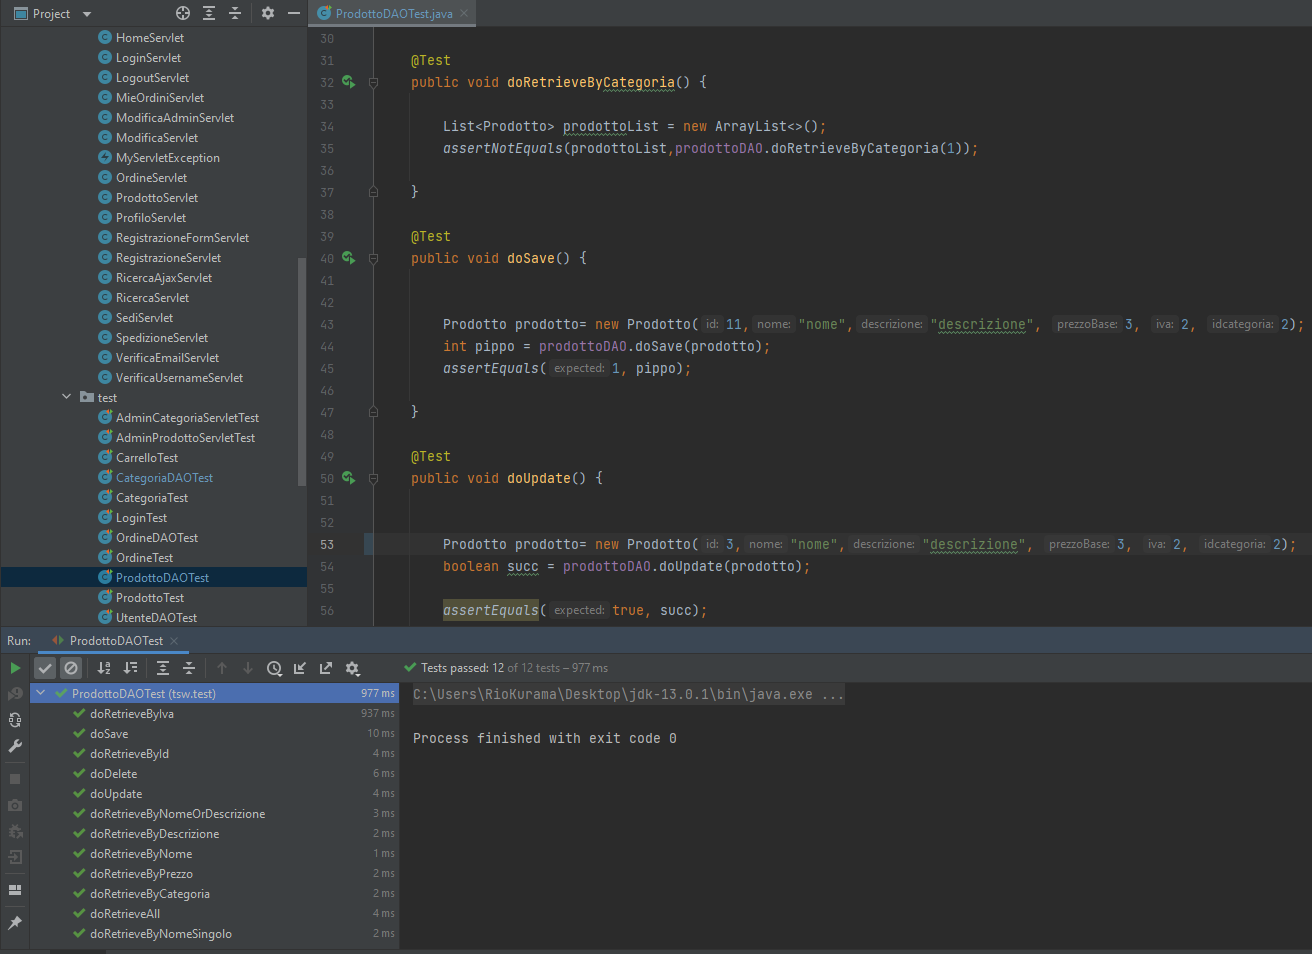 Project
ProdottoDAOTest.java
HomeServlet
LoginServlet
LogoutServlet
MieOrdiniServlet
ModificaAdminServlet
ModificaServlet
MyServletException
OrdineServlet
ProdottoServlet
ProfiloServlet
RegistrazioneFormServlet
RegistrazioneServlet
RicercaAjaxServlet
RicercaServlet
SediServlet
SpedizioneServlet
VerificaEmailServlet
VerificaUsernameServlet
test
AdminCategoriaServletTest
AdminProdottoServletTest
CarrelloTest
CategoriaDAOTest
CategoriaTest
LoginTest
OrdineDAOTest
OrdineTest
ProdottoDAOTest
ProdottoTest
UtenteDAOTest
30
31 @Test
32 public void doRetrieveByCategoria() {
33
34 List<Prodotto> prodottoList = new ArrayList<>();
35 assertNotEquals(prodottoList,prodottoDAO.doRetrieveByCategoria(1));
36
37 }
38
39 @Test
40 public void doSave() {
41
42
43 Prodotto prodotto= new Prodotto( id: 11, nome: "nome", descrizione: "descrizione", prezzoBase: 3, iva: 2, idcategoria: 2);
44 int pippo = prodottoDAO.doSave(prodotto);
45 assertEquals( expected: 1, pippo);
46
47 }
48
49 @Test
50 public void doUpdate() {
51
52
53 Prodotto prodotto= new Prodotto( id: 3, nome: "nome", descrizione: "descrizione", prezzoBase: 3, iva: 2, idcategoria: 2);
54 boolean succ = prodottoDAO.doUpdate(prodotto);
55
56 assertEquals( expected: true, succ);
Run: ProdottoDAOTest
Tests passed: 12 of 12 tests – 977 ms
ProdottoDAOTest (tsw.test) 977 ms
doRetrieveByIva 937 ms
doSave 10 ms
doRetrieveById 4 ms
doDelete 6 ms
doUpdate 4 ms
doRetrieveByNomeOrDescrizione 3 ms
doRetrieveByDescrizione 2 ms
doRetrieveByNome 1 ms
doRetrieveByPrezzo 2 ms
doRetrieveByCategoria 2 ms
doRetrieveAll 4 ms
doRetrieveByNomeSingolo 2 ms
C:\Users\RioKurama\Desktop\jdk-13.0.1\bin\java.exe ...
Process finished with exit code 0